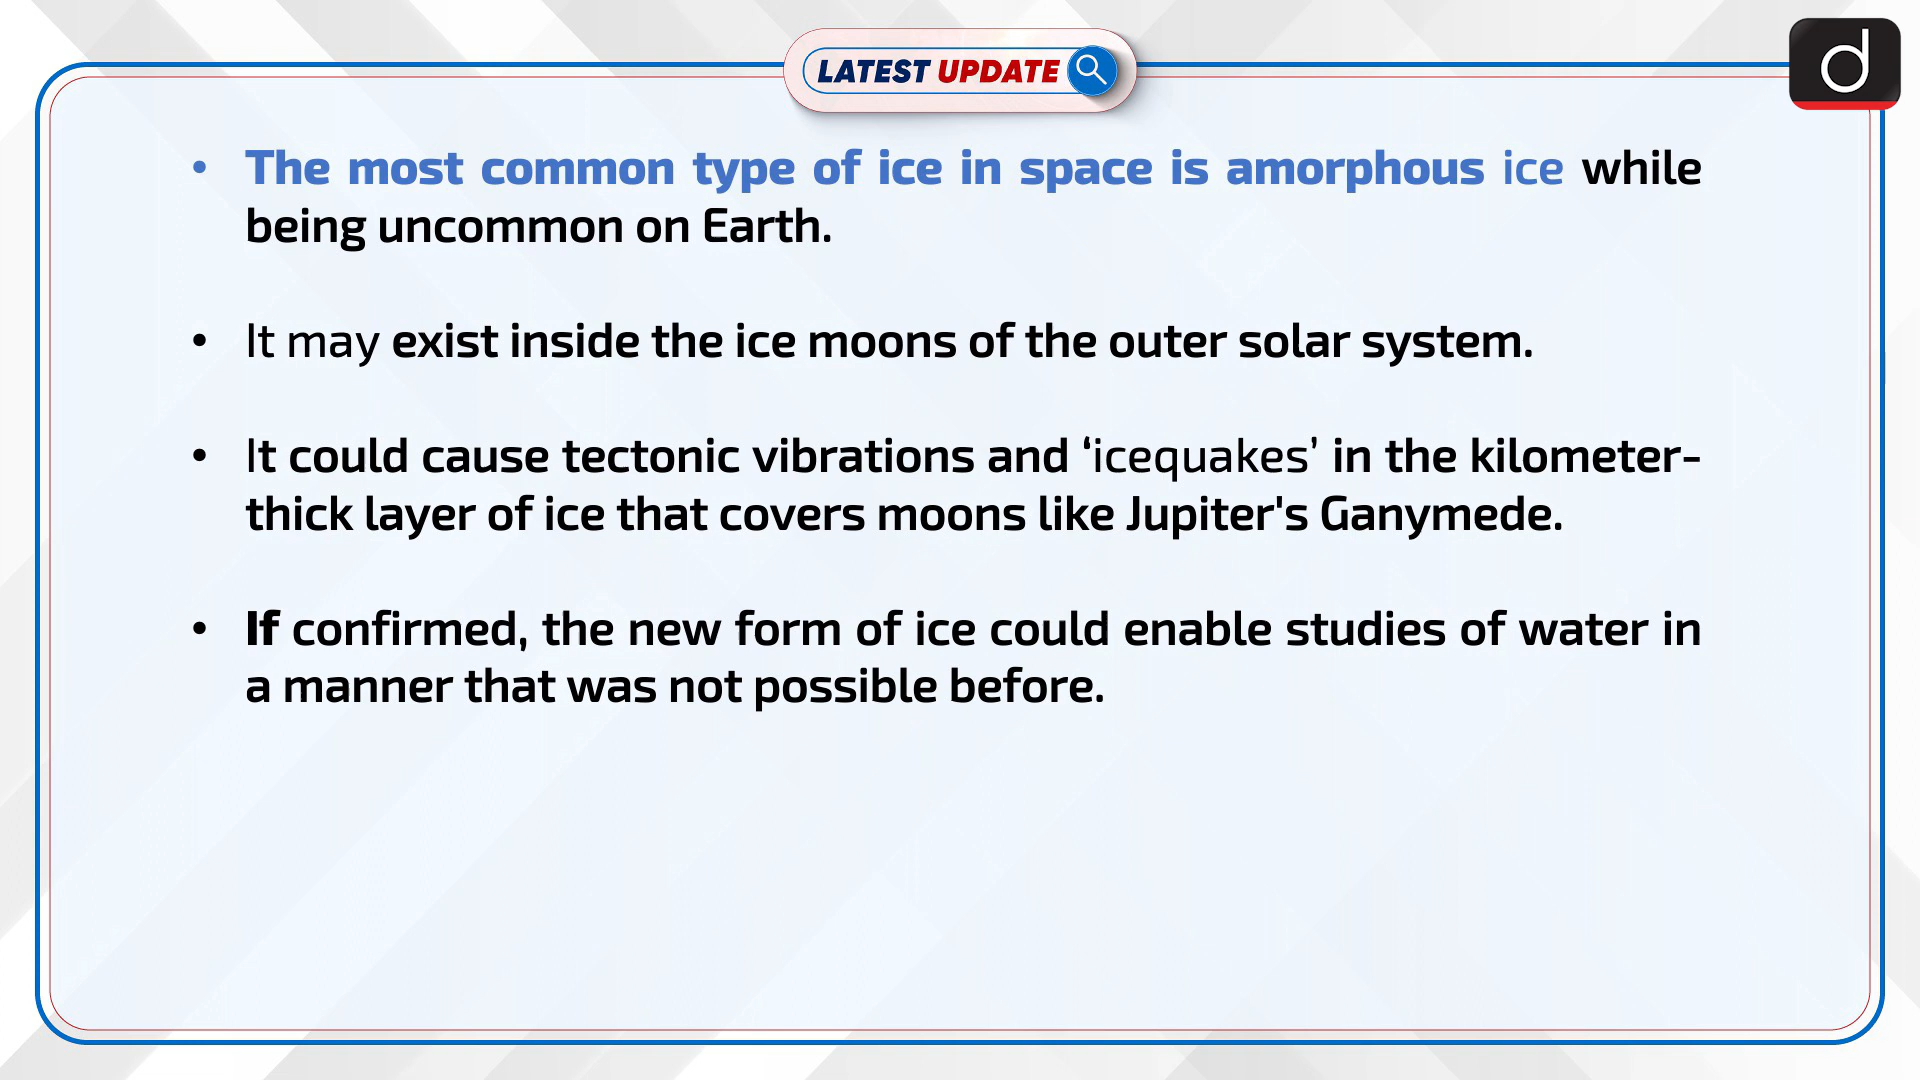 LATEST UPDATE
d
• The most common type of ice in space is amorphous ice while
being uncommon on Earth.
• It may exist inside the ice moons of the outer solar system.
• It could cause tectonic vibrations and ‘icequakes’ in the kilometer-
thick layer of ice that covers moons like Jupiter's Ganymede.
• If confirmed, the new form of ice could enable studies of water in
a manner that was not possible before.